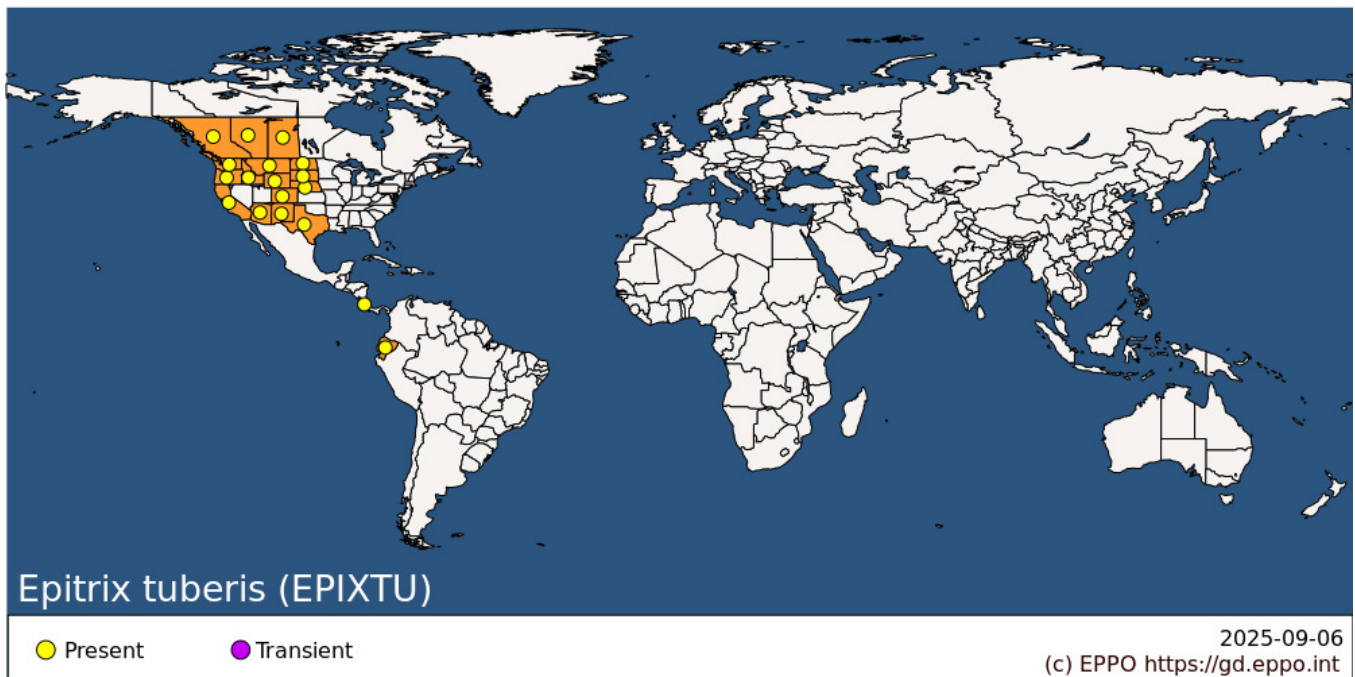 Epitrix tuberis (EPIXTU)
Present
Transient
2025-09-06
(c) EPPO https://gd.eppo.int